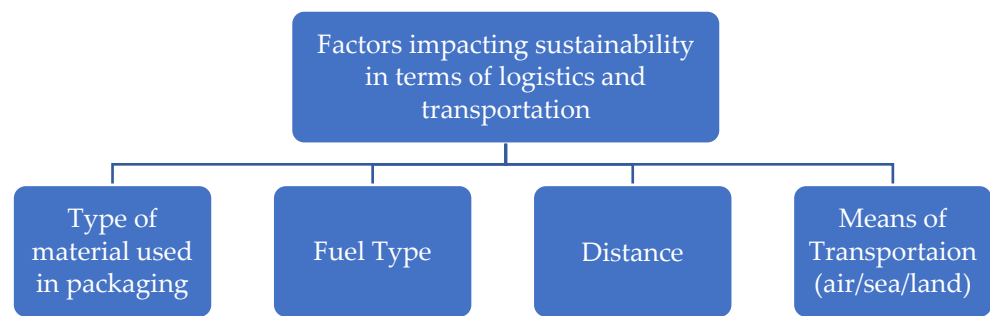 Factors impacting sustainability
in terms of logistics and
transportation
Type of
material used
in packaging
Fuel Type
Distance
Means of
Transportaion
(air/sea/land)